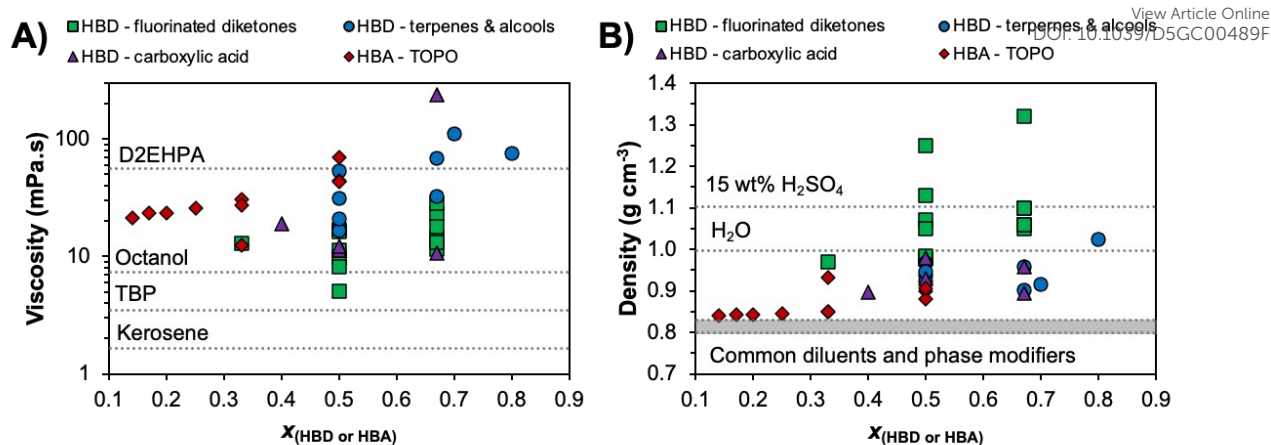 A)
HBD - fluorinated diketones
HBD - terpenes & alcools
HBD - carboxylic acid
HBA - TOPO
Viscosity (mPa.s)
100
10
1
D2EHPA
Octanol
TBP
Kerosene
0.1 0.2 0.3 0.4 0.5 0.6 0.7 0.8 0.9
x(HBD or HBA)
B)
HBD - fluorinated diketones
HBD - terpernes & alcools
HBD - carboxylic acid
HBA - TOPO
View Article Online
DOI: 10.1039/D5GC00489F
Density (g cm⁻³)
1.4
1.3
1.2
1.1
1.0
0.9
0.8
0.7
15 wt% H₂SO₄
H₂O
Common diluents and phase modifiers
0.1 0.2 0.3 0.4 0.5 0.6 0.7 0.8 0.9
x(HBD or HBA)